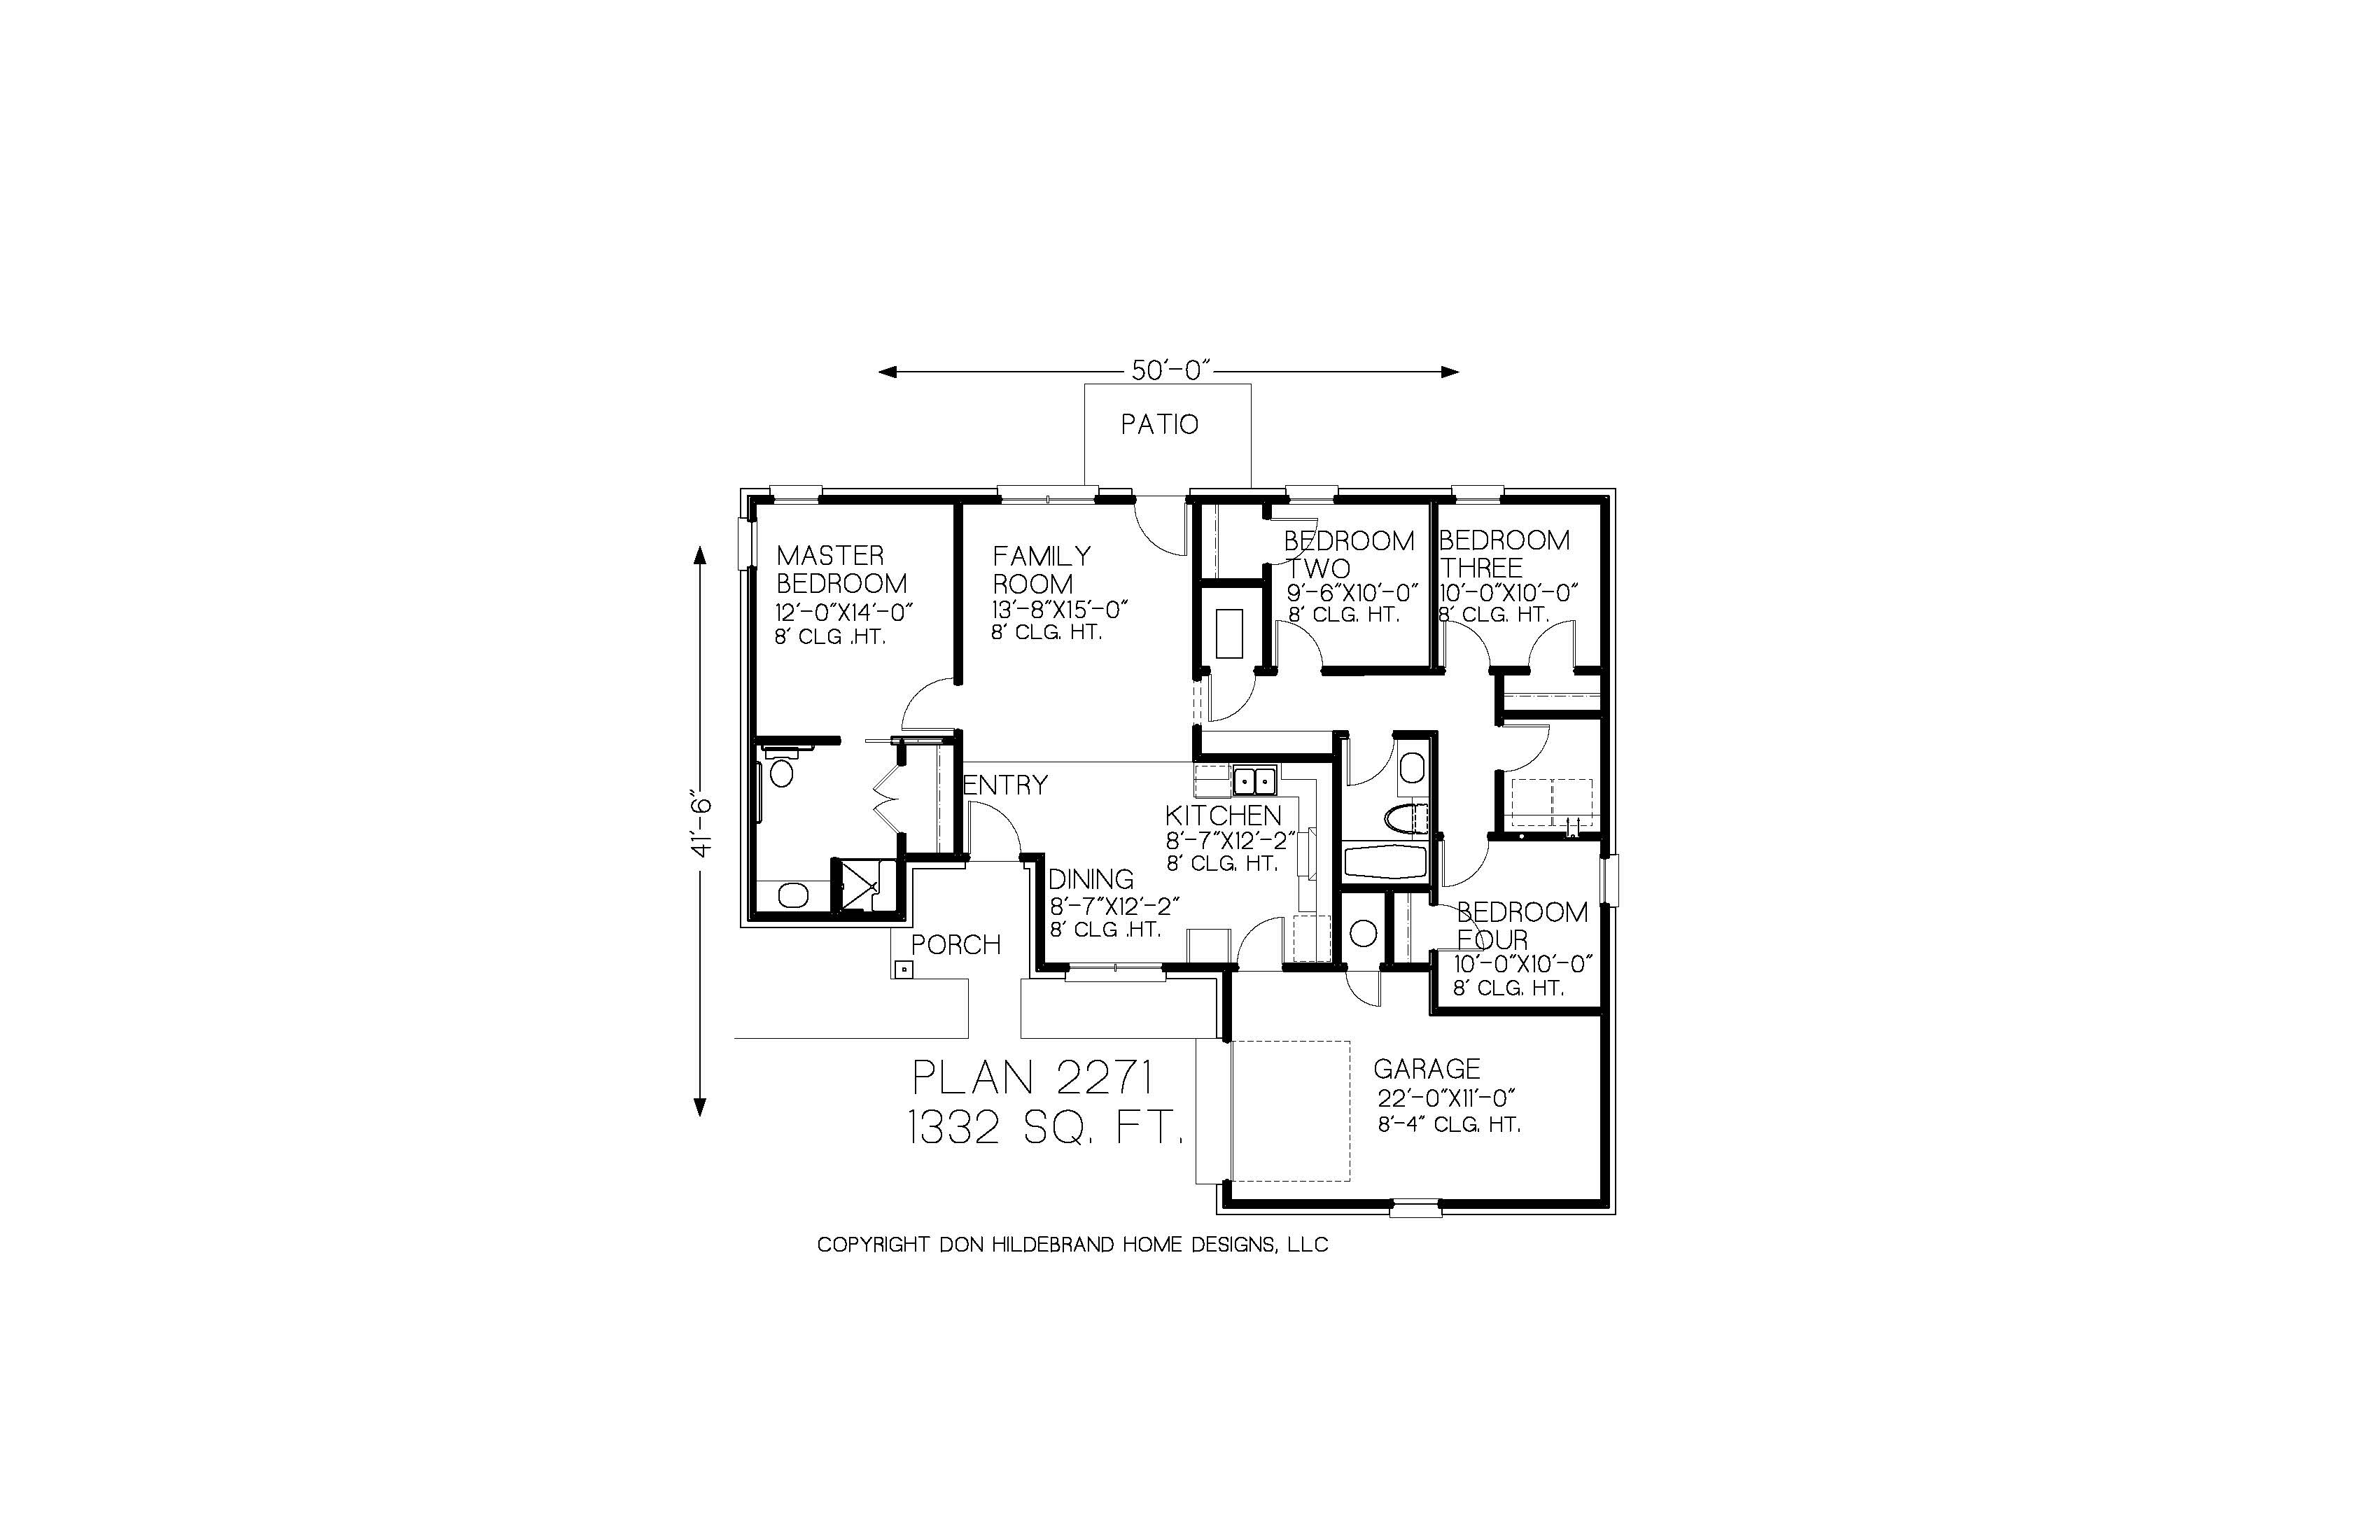 50'-0"
PATIO
MASTER
BEDROOM
12'-0"X14'-0"
8' CLG .HT.
FAMILY
ROOM
13'-8"X15'-0"
8' CLG. HT.
BEDROOM
TWO
9'-6"X10'-0"
8' CLG. HT.
BEDROOM
THREE
10'-0"X10'-0"
8' CLG. HT.
41'-6"
ENTRY
KITCHEN
8'-7"X12'-2"
8' CLG. HT.
DINING
8'-7"X12'-2"
8' CLG .HT.
PORCH
BEDROOM
FOUR
10'-0"X10'-0"
8' CLG. HT.
PLAN 2271
1332 SQ. FT.
GARAGE
22'-0"X11'-0"
8'-4" CLG. HT.
COPYRIGHT DON HILDEBRAND HOME DESIGNS, LLC